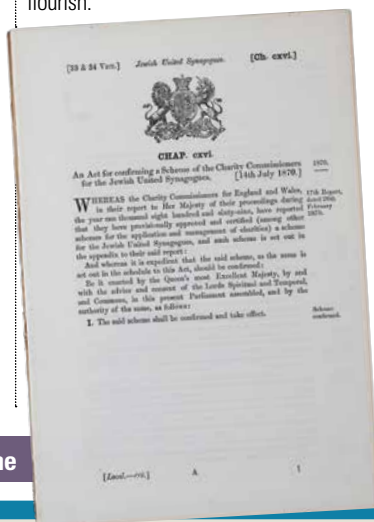 flourish.
[33 & 34 VICT.] Jewish United Synagogues. [Ch. cxvi.]
CHAP. cxvi.
An Act for confirming a Scheme of the Charity Commissioners
for the Jewish United Synagogues. [14th July 1870.]
1870.
WHEREAS the Charity Commissioners for England and Wales,
in their report to Her Majesty of their proceedings during
the year one thousand eight hundred and sixty-nine, have reported
that they have provisionally approved and certified (among other
schemes for the application and management of charities) a scheme
for the Jewish United Synagogues, and such scheme is set out in
the appendix to their said report:
17th Report,
dated
February
1870.
And whereas it is expedient that the said scheme, as the same is
set out in the schedule to this Act, should be confirmed:
Be it enacted by the Queen's most Excellent Majesty, by and
with the advice and consent of the Lords Spiritual and Temporal,
and Commons, in this present Parliament assembled, and by the
authority of the same, as follows:
1. The said scheme shall be confirmed and take effect.
Scheme
confirmed.
[Local.—cxvi.] A 1
ne